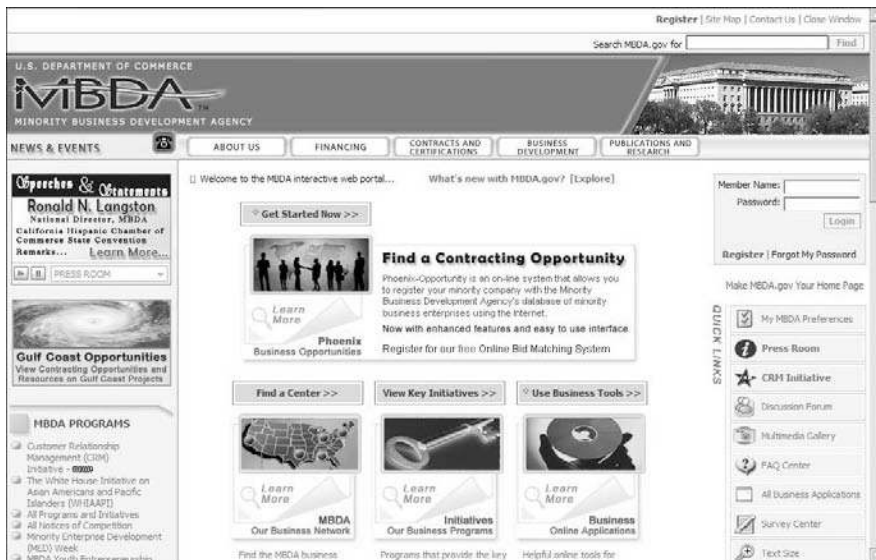 Register | Site Map | Contact Us | Close Window
Search MBDA.gov for
Find
U.S. DEPARTMENT OF COMMERCE
MBDA TM
MINORITY BUSINESS DEVELOPMENT AGENCY
NEWS & EVENTS
ABOUT US
FINANCING
CONTRACTS AND
CERTIFICATIONS
BUSINESS
DEVELOPMENT
PUBLICATIONS AND
RESEARCH
Speeches & Statements
Ronald N. Langston
National Director, MBDA
California Hispanic Chamber of
Commerce State Convention
Remarks... Learn More...
PRESS ROOM
Gulf Coast Opportunities
View Contracting Opportunities and
Resources on Gulf Coast Projects
MBDA PROGRAMS
Customer Relationship
Management (CRM)
Initiative -
The White House Initiative on
Asian Americans and Pacific
Islanders (WHIAAPI)
All Programs and Initiatives
All Notices of Competition
Minority Enterprise Development
(MED) Week
MBDA Youth Entrepreneurship
Welcome to the MBDA interactive web portal...
What's new with MBDA.gov? [Explore]
Get Started Now >>
Learn
More
Phoenix
Business Opportunities
Find a Contracting Opportunity
Phoenix-Opportunity is an on-line system that allows you
to register your minority company with the Minority
Business Development Agency's database of minority
business enterprises using the Internet.
Now with enhanced features and easy to use interface
Register for our free Online Bid Matching System
Find a Center >>
Learn
More
MBDA
Our Business Network
Find the MBDA business
View Key Initiatives >>
Learn
More
Initiatives
Our Business Programs
Programs that provide the key
Use Business Tools >>
Learn
More
Business
Online Applications
Helpful online tools for
Member Name:
Password:
Login
Register | Forgot My Password
Make MBDA.gov Your Home Page
QUICK LINKS
My MBDA Preferences
Press Room
CRM Initiative
Discussion Forum
Multimedia Gallery
FAQ Center
All Business Applications
Survey Center
Text Size